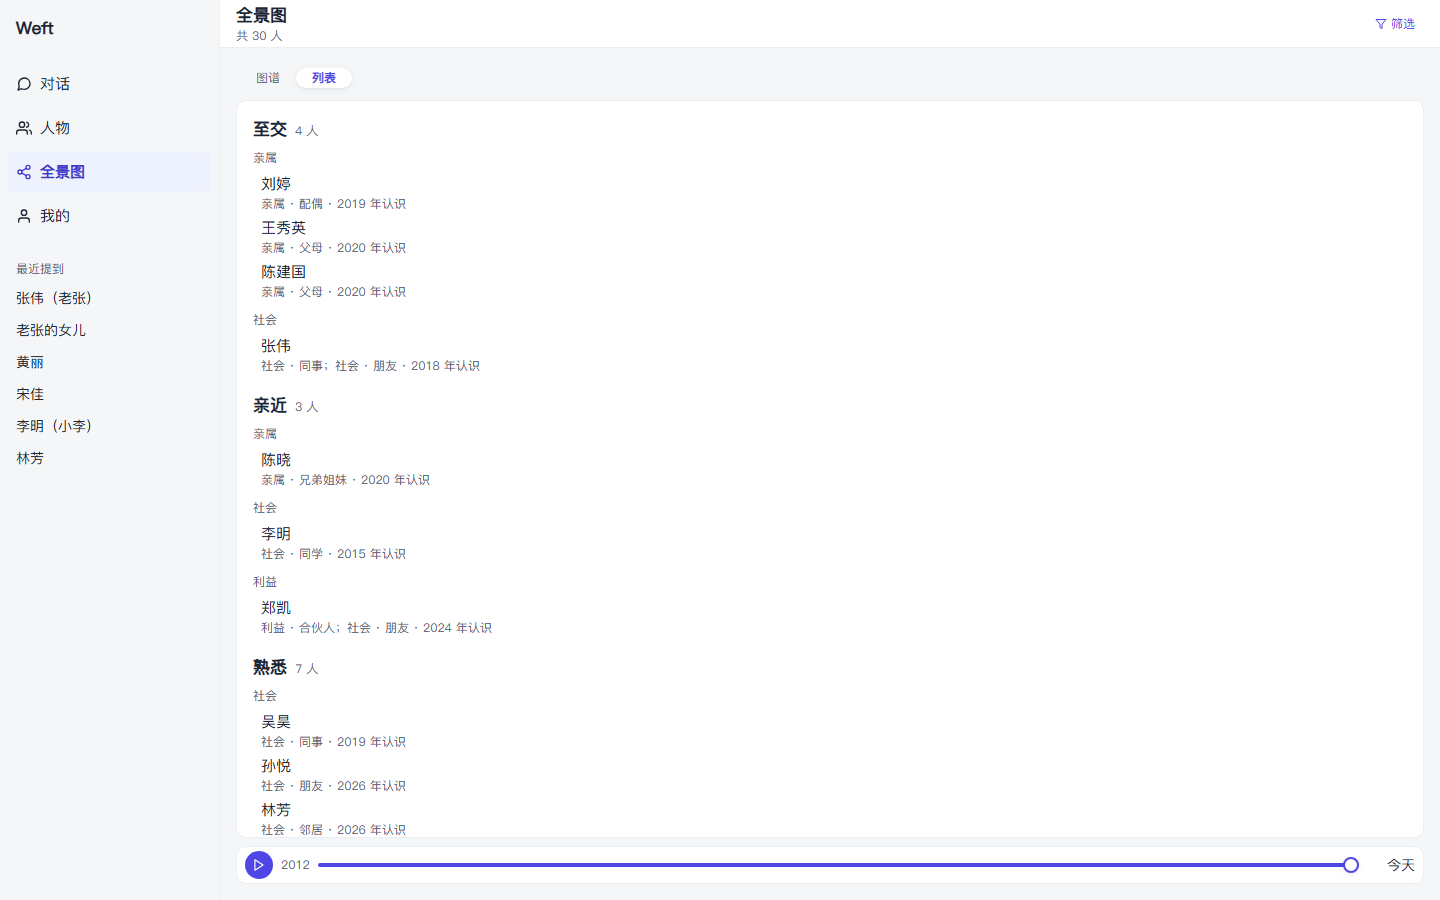 Weft
对话
人物
全景图
我的
最近提到
张伟（老张）
老张的女儿
黄丽
宋佳
李明（小李）
林芳
全景图
共 30 人
筛选
图谱
列表
至交 4 人
亲属
刘婷
亲属 · 配偶 · 2019 年认识
王秀英
亲属 · 父母 · 2020 年认识
陈建国
亲属 · 父母 · 2020 年认识
社会
张伟
社会 · 同事；社会 · 朋友 · 2018 年认识
亲近 3 人
亲属
陈晓
亲属 · 兄弟姐妹 · 2020 年认识
社会
李明
社会 · 同学 · 2015 年认识
利益
郑凯
利益 · 合伙人；社会 · 朋友 · 2024 年认识
熟悉 7 人
社会
吴昊
社会 · 同事 · 2019 年认识
孙悦
社会 · 朋友 · 2026 年认识
林芳
社会 · 邻居 · 2026 年认识
2012
今天